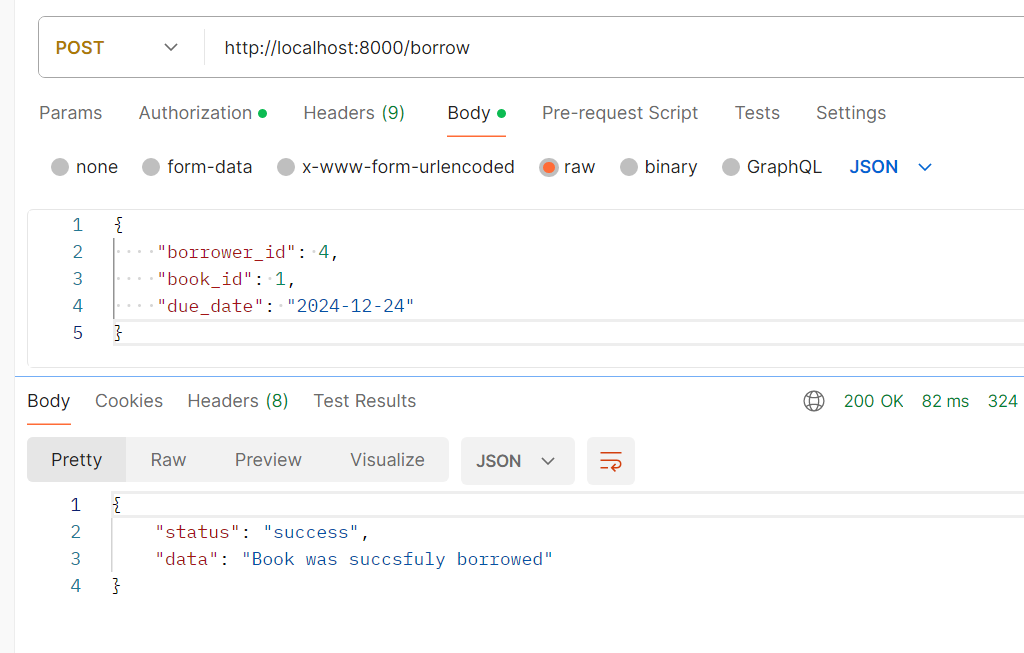 POST http://localhost:8000/borrow
Params Authorization Headers (9) Body Pre-request Script Tests Settings
none form-data x-www-form-urlencoded raw binary GraphQL JSON
1 {
2 "borrower_id": 4,
3 "book_id": 1,
4 "due_date": "2024-12-24"
5 }
Body Cookies Headers (8) Test Results 200 OK 82 ms 324
Pretty Raw Preview Visualize JSON
1 {
2 "status": "success",
3 "data": "Book was succsfuly borrowed"
4 }